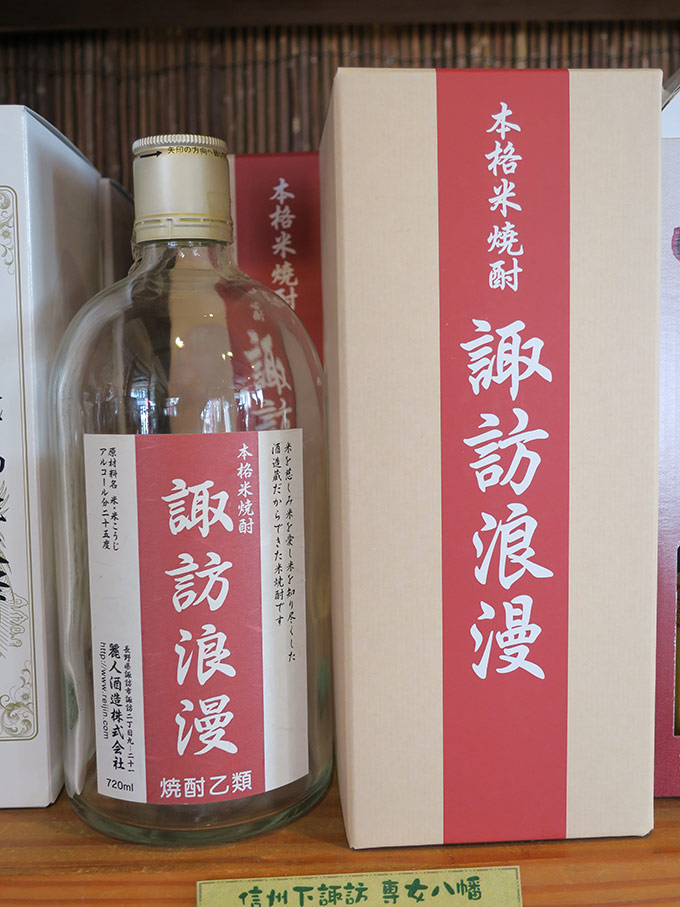 本格米焼酎
諏訪浪漫
矢印の方向へ
本格米焼酎
諏訪
米を慈しみ米を愛し米を知り尽くした
酒造蔵だからできた米焼酎です
本格米焼酎
諏訪浪漫
焼酎乙類
原材料名 米・米こうじ
アルコール分二十五度
長野県諏訪市諏訪二丁目九−二十一
麗人酒造株式会社
http://www.reijin.com
720ml
信州下諏訪 専女八幡